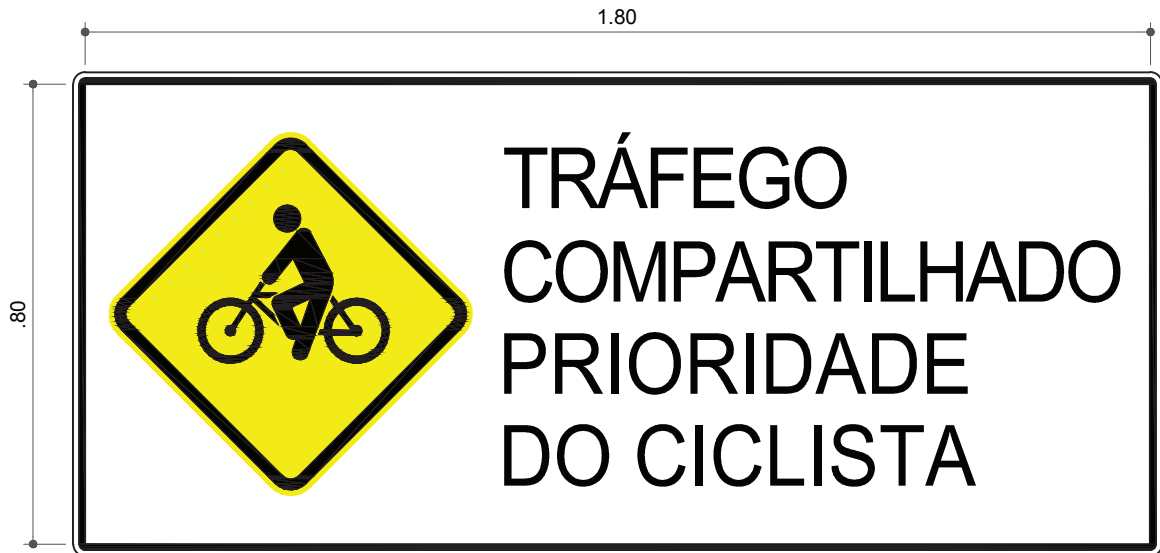 1.80
.80
TRÁFEGO
COMPARTILHADO
PRIORIDADE
DO CICLISTA